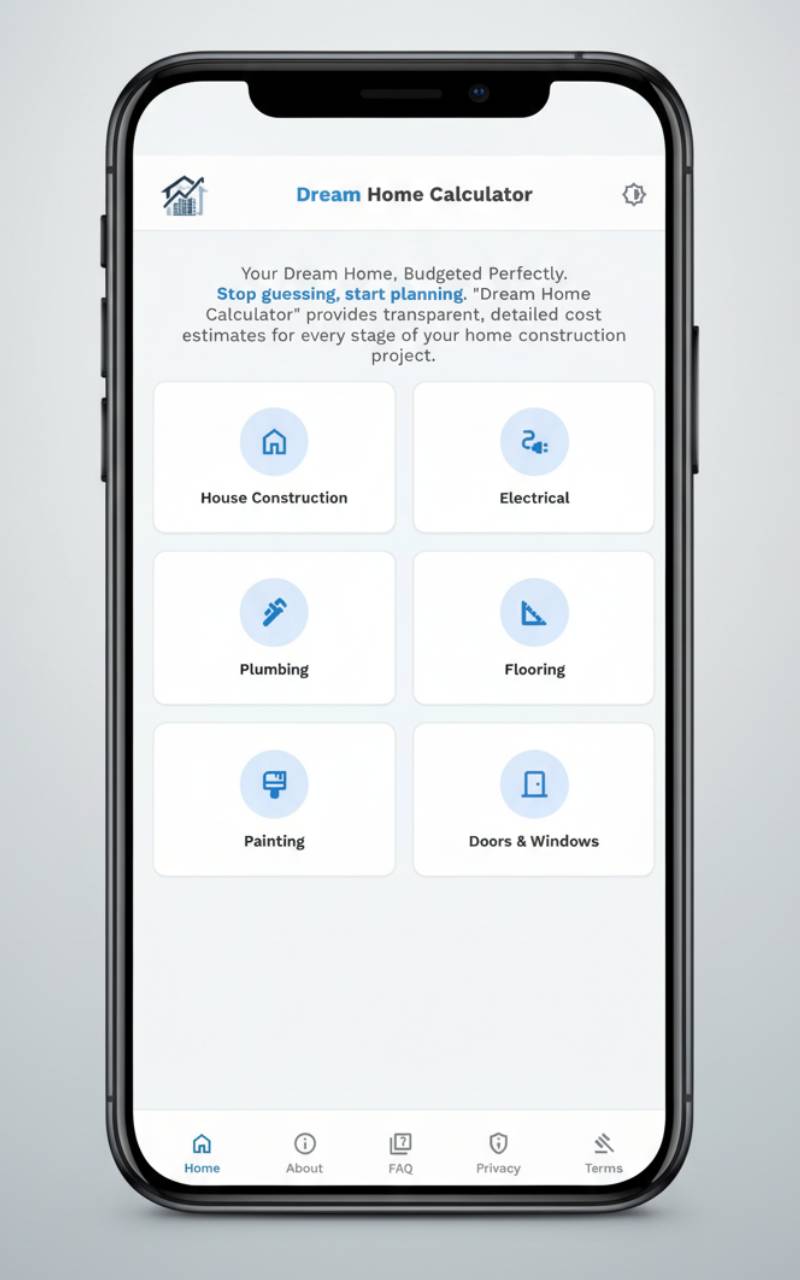 Dream Home Calculator
Your Dream Home, Budgeted Perfectly.
Stop guessing, start planning. "Dream Home
Calculator" provides transparent, detailed cost
estimates for every stage of your home construction
project.
House Construction
Electrical
Plumbing
Flooring
Painting
Doors & Windows
Home
About
FAQ
Privacy
Terms